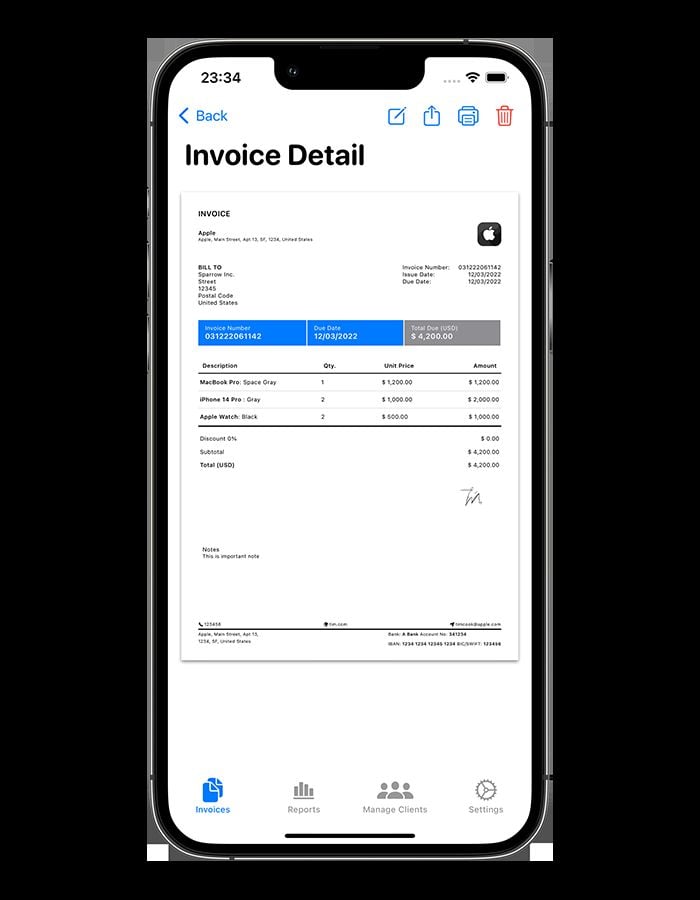 23:34
Back
Invoice Detail
INVOICE
Apple
Apple, Main Street, Apt 13, SF, 1234, United States
BILL TO
Sparrow Inc.
Street
12345
Postal Code
United States
Invoice Number: 031222061142
Issue Date: 12/03/2022
Due Date: 12/03/2022
Invoice Number Due Date Total Due (USD)
031222061142 12/03/2022 $ 4,200.00
Description Qty. Unit Price Amount
MacBook Pro: Space Gray 1 $ 1,200.00 $ 1,200.00
iPhone 14 Pro : Gray 2 $ 1,000.00 $ 2,000.00
Apple Watch: Black 2 $ 500.00 $ 1,000.00
Discount 0% $ 0.00
Subtotal $ 4,200.00
Total (USD) $ 4,200.00
Tim
Notes
This is important note
123456 tim.com timcook@apple.com
Apple, Main Street, Apt 13, Bank: A Bank Account No: 341234
1234, SF, United States IBAN: 1234 1234 12345 1234 BIC/SWIFT: 123456
Invoices Reports Manage Clients Settings